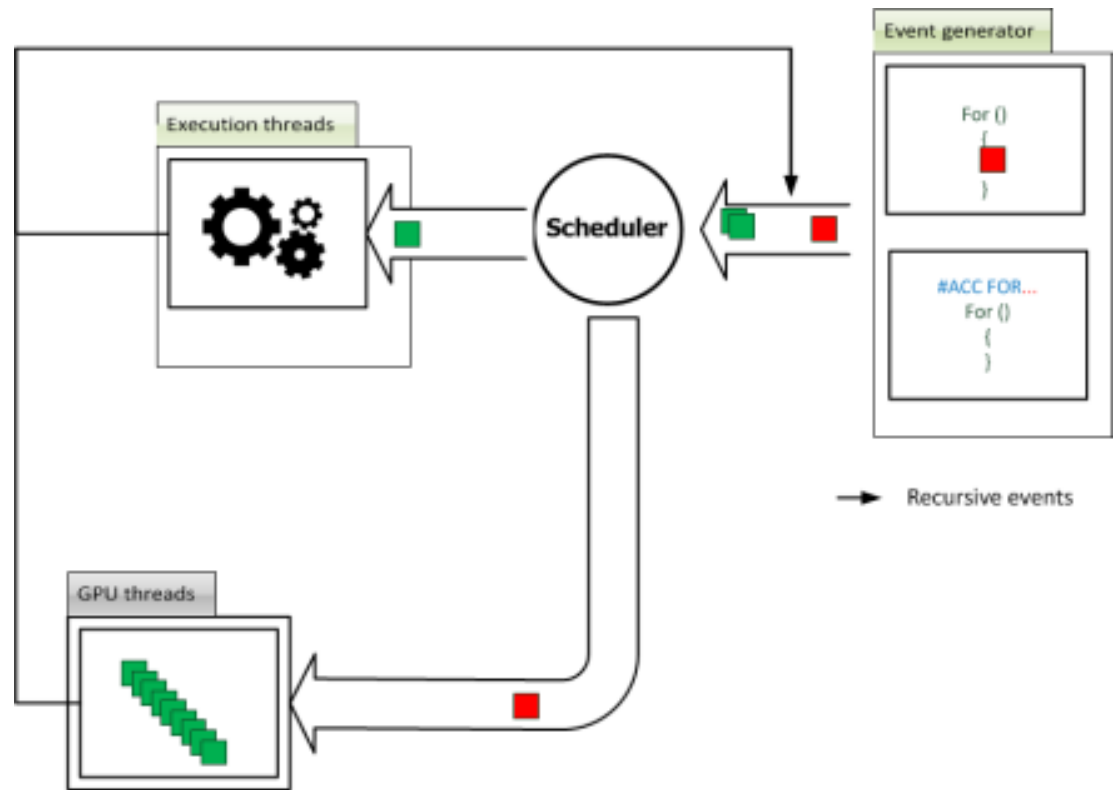 Event generator
For ()
{
}
Execution threads
Scheduler
#ACC FOR...
For ()
{
}
Recursive events
GPU threads